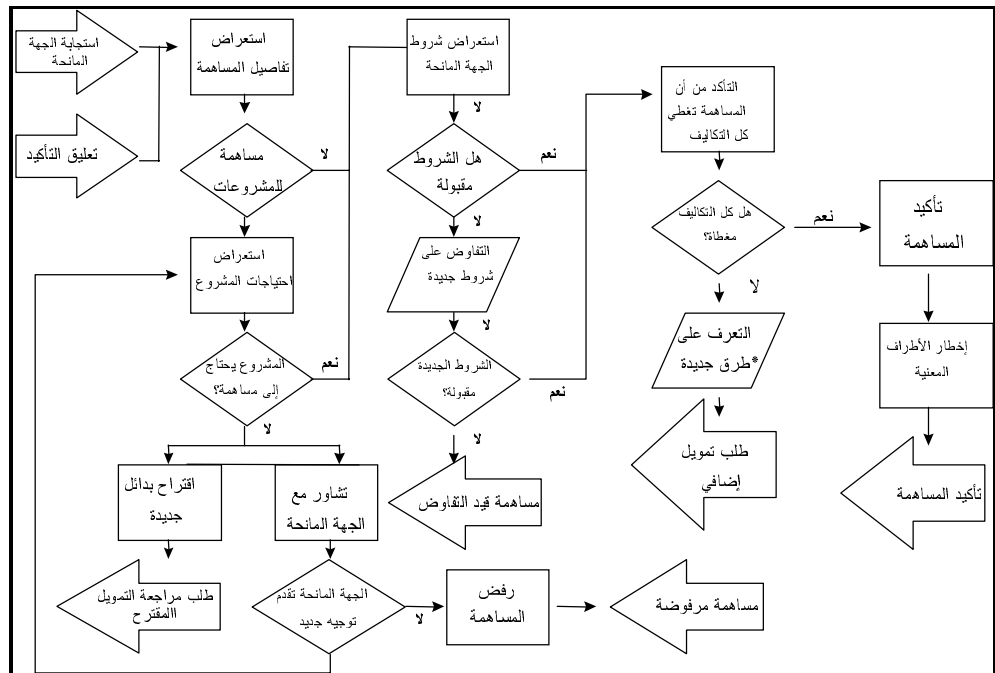 استجابة الجهة
المانحة
تعليق التأكيد
استعراض
تفاصيل المساهمة
مساهمة
للمشروعات
لا
استعراض
احتياجات المشروع
المشروع يحتاج
إلى مساهمة؟
نعم
لا
اقتراح بدائل
جديدة
تشاور مع
الجهة المانحة
طلب مراجعة التمويل
االمقترح
الجهة المانحة تقدم
توجيه جديد
لا
رفض
المساهمة
مساهمة مرفوضة
استعراض شروط
الجهة المانحة
لا
هل الشروط
مقبولة
نعم
لا
التفاوض على
شروط جديدة
لا
الشروط الجديدة
مقبولة؟
نعم
لا
مساهمة قيد التفاوض
التأكد من أن
المساهمة تغطي
كل التكاليف
هل كل التكاليف
مغطاة؟
نعم
لا
التعرف على
طرق جديدة*
طلب تمويل
إضافي
تأكيد
المساهمة
إخطار الأطراف
المعنية
تأكيد المساهمة